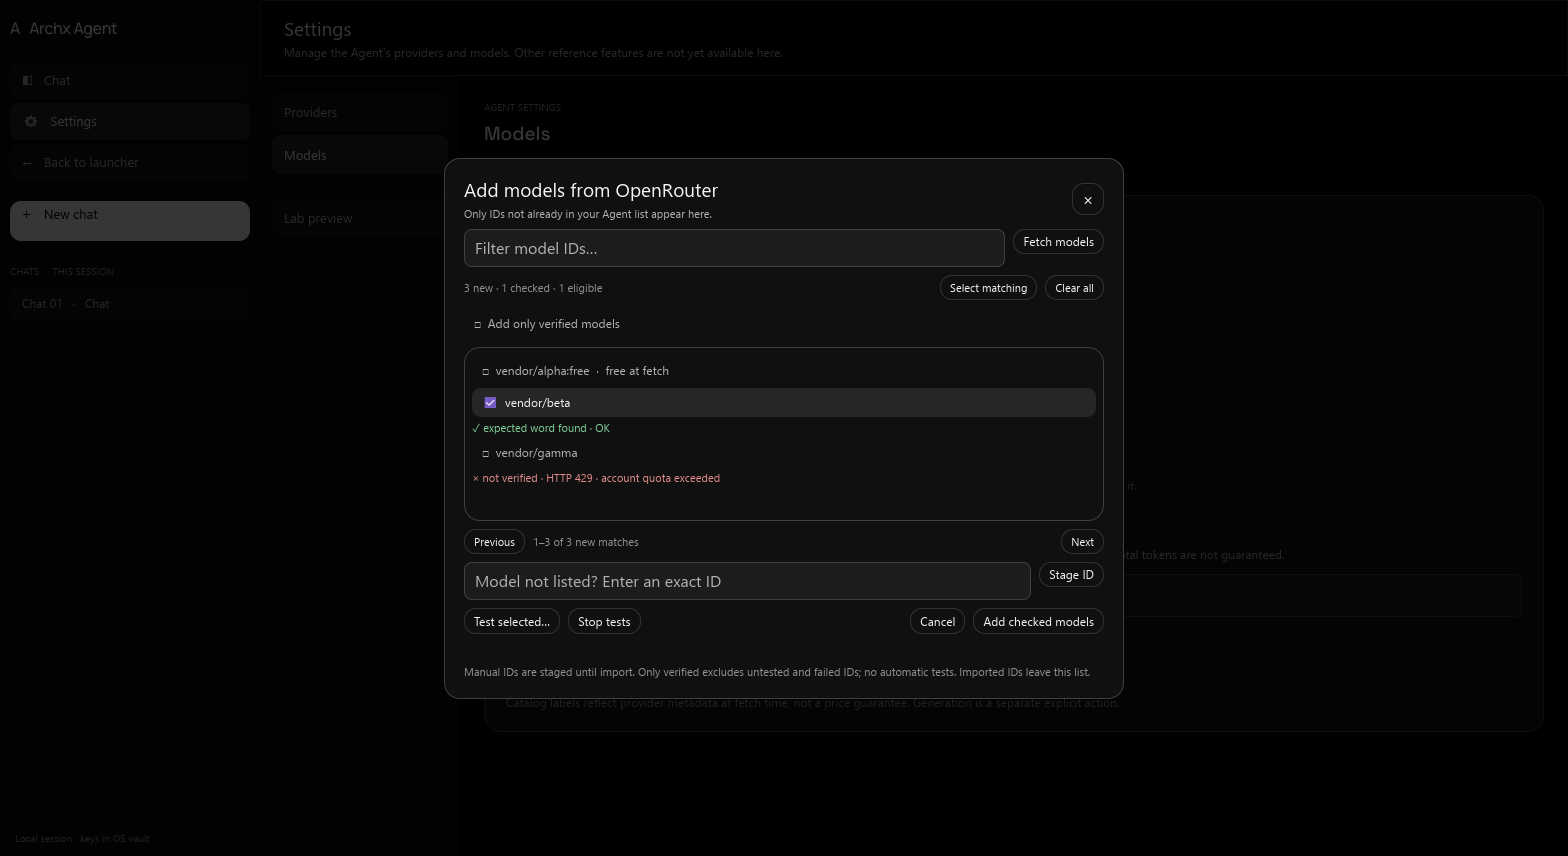 A Archx Agent
Chat
Settings
← Back to launcher
+ New chat
CHATS · THIS SESSION
Chat 01 · Chat
Local session · keys in OS vault
Settings
Manage the Agent's providers and models. Other reference features are not yet available here.
Providers
Models
Lab preview
AGENT SETTINGS
Models
Add models from OpenRouter
×
Only IDs not already in your Agent list appear here.
Filter model IDs...
Fetch models
3 new · 1 checked · 1 eligible
Select matching
Clear all
Add only verified models
vendor/alpha:free · free at fetch
vendor/beta
✓ expected word found · OK
vendor/gamma
× not verified · HTTP 429 · account quota exceeded
it.
Previous
1–3 of 3 new matches
Next
tal tokens are not guaranteed.
Model not listed? Enter an exact ID
Stage ID
Test selected...
Stop tests
Cancel
Add checked models
Manual IDs are staged until import. Only verified excludes untested and failed IDs; no automatic tests. Imported IDs leave this list.
Catalog labels reflect provider metadata at fetch time, not a price guarantee. Generation is a separate explicit action.